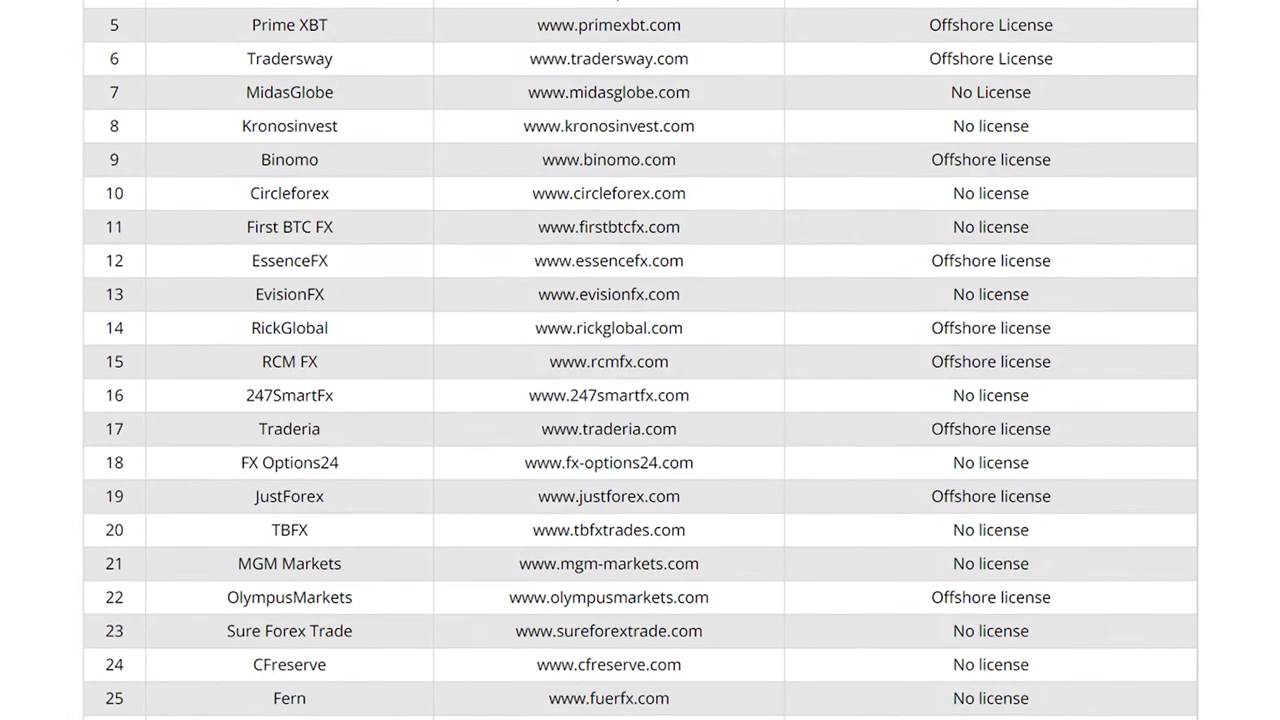 5 Prime XBT www.primexbt.com Offshore License
6 Tradersway www.tradersway.com Offshore License
7 MidasGlobe www.midasglobe.com No License
8 Kronosinvest www.kronosinvest.com No license
9 Binomo www.binomo.com Offshore license
10 Circleforex www.circleforex.com No license
11 First BTC FX www.firstbtcfx.com No license
12 EssenceFX www.essencefx.com Offshore license
13 EvisionFX www.evisionfx.com No license
14 RickGlobal www.rickglobal.com Offshore license
15 RCM FX www.rcmfx.com Offshore license
16 247SmartFx www.247smartfx.com No license
17 Traderia www.traderia.com Offshore license
18 FX Options24 www.fx-options24.com No license
19 JustForex www.justforex.com Offshore license
20 TBFX www.tbfxtrades.com No license
21 MGM Markets www.mgm-markets.com No license
22 OlympusMarkets www.olympusmarkets.com Offshore license
23 Sure Forex Trade www.sureforextrade.com No license
24 CFreserve www.cfreserve.com No license
25 Fern www.fuerfx.com No license